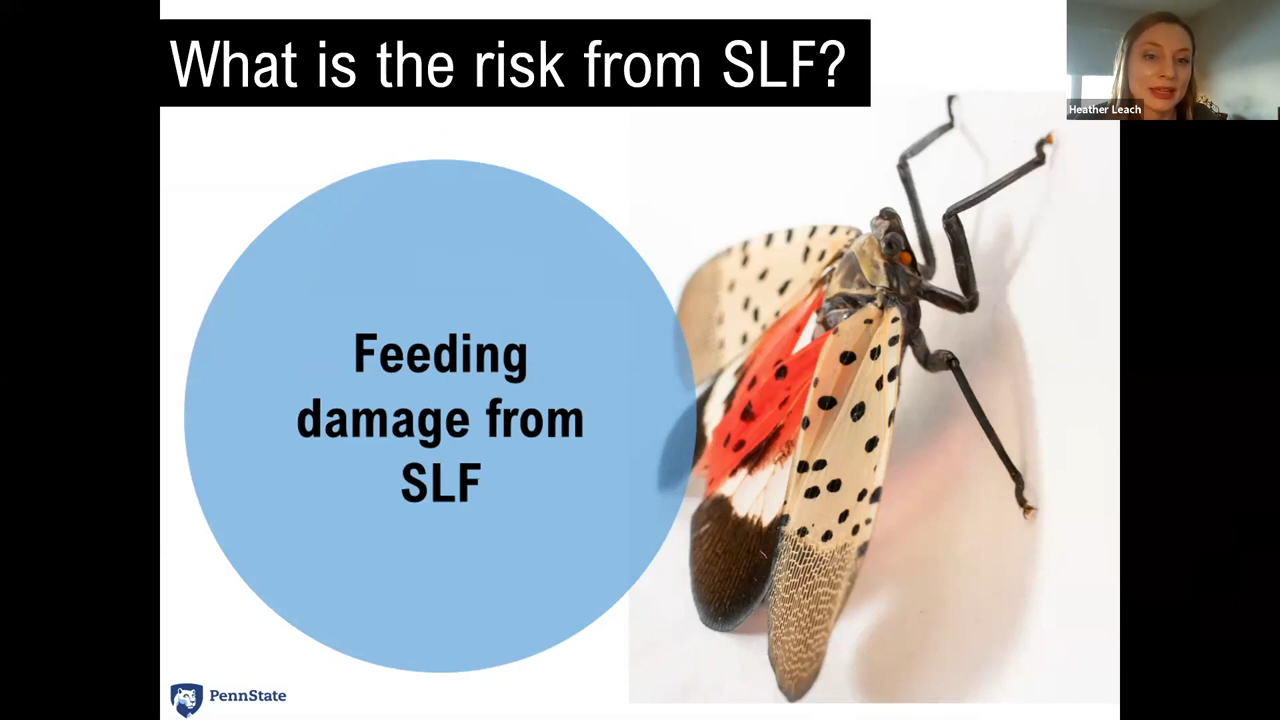 What is the risk from SLF?
Heather Leach
Feeding
damage from
SLF
PennState